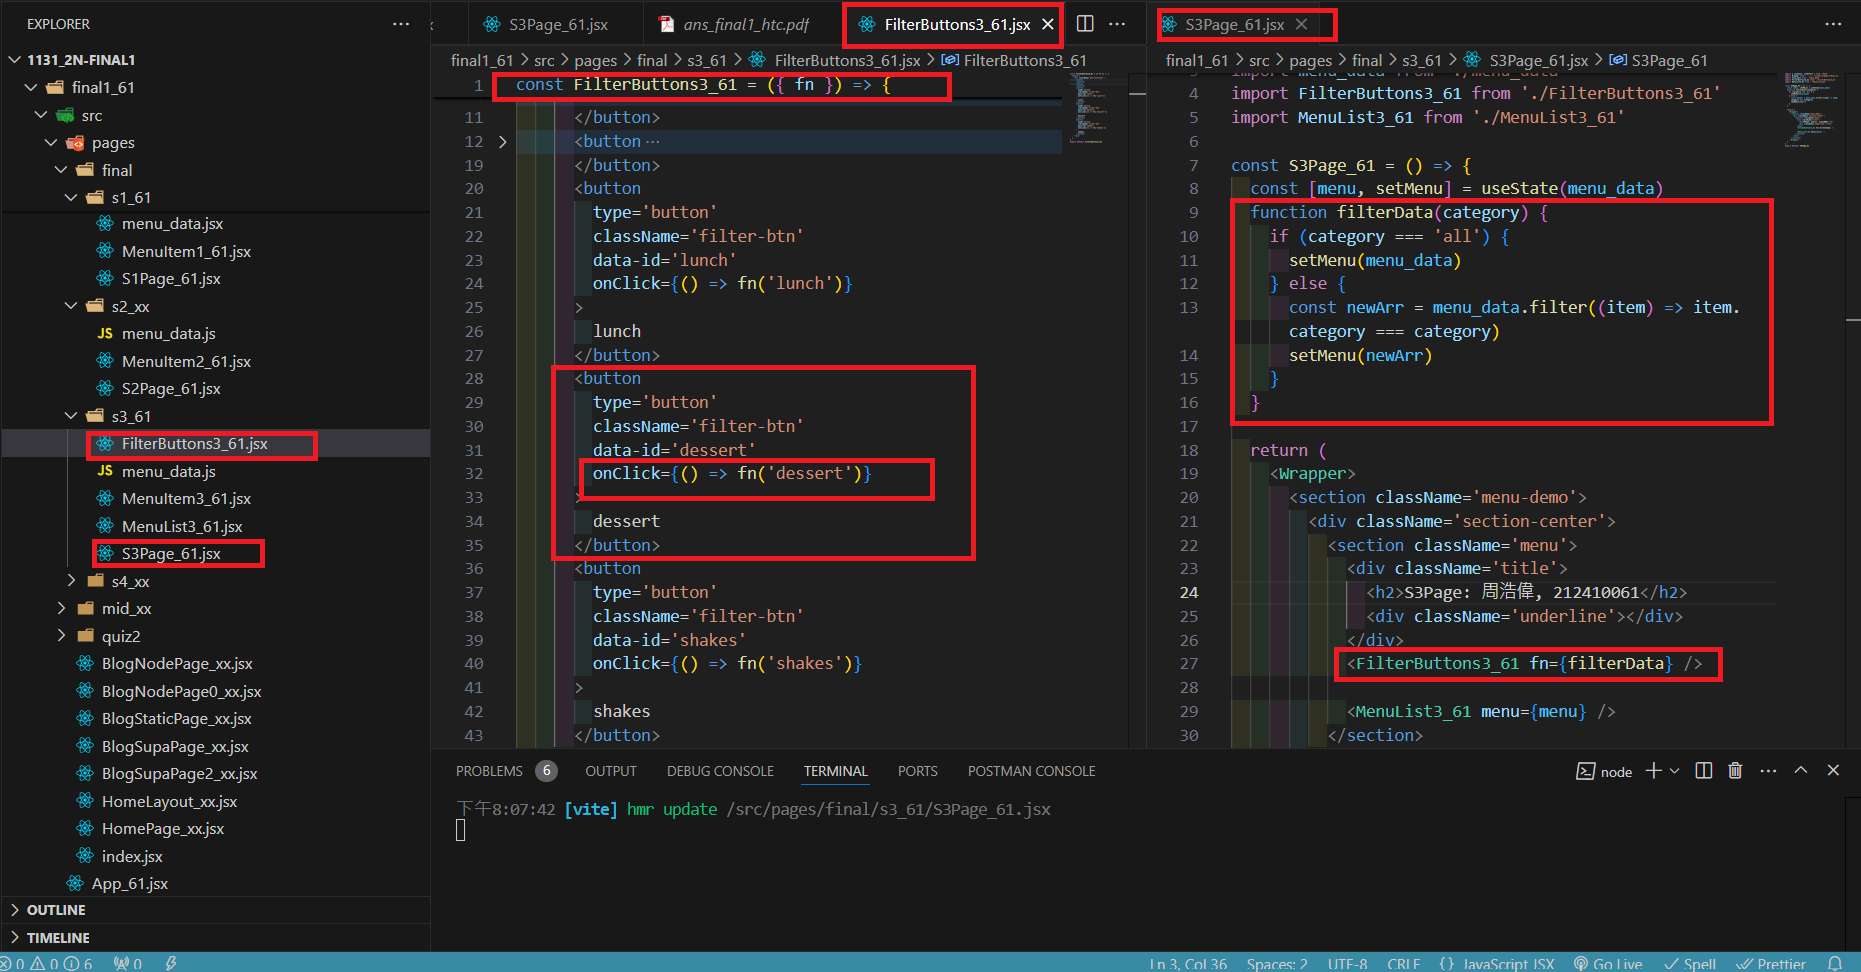 EXPLORER
1131_2N-FINAL1
final1_61
src
pages
final
s1_61
menu_data.jsx
MenuItem1_61.jsx
S1Page_61.jsx
s2_xx
menu_data.js
MenuItem2_61.jsx
S2Page_61.jsx
s3_61
FilterButtons3_61.jsx
menu_data.js
MenuItem3_61.jsx
MenuList3_61.jsx
S3Page_61.jsx
s4_xx
mid_xx
quiz2
BlogNodePage_xx.jsx
BlogNodePage0_xx.jsx
BlogStaticPage_xx.jsx
BlogSupaPage_xx.jsx
BlogSupaPage2_xx.jsx
HomeLayout_xx.jsx
HomePage_xx.jsx
index.jsx
App_61.jsx
OUTLINE
TIMELINE
S3Page_61.jsx ans_final1_htc.pdf FilterButtons3_61.jsx
final1_61 > src > pages > final > s3_61 > FilterButtons3_61.jsx > FilterButtons3_61
1 const FilterButtons3_61 = ({ fn }) => {
11 </button>
12 <button ···
19 </button>
20 <button
21 type='button'
22 className='filter-btn'
23 data-id='lunch'
24 onClick={() => fn('lunch')}
25 >
26 lunch
27 </button>
28 <button
29 type='button'
30 className='filter-btn'
31 data-id='dessert'
32 onClick={() => fn('dessert')}
33 >
34 dessert
35 </button>
36 <button
37 type='button'
38 className='filter-btn'
39 data-id='shakes'
40 onClick={() => fn('shakes')}
41 >
42 shakes
43 </button>
S3Page_61.jsx
final1_61 > src > pages > final > s3_61 > S3Page_61.jsx > S3Page_61
3 import menu_data from './menu_data'
4 import FilterButtons3_61 from './FilterButtons3_61'
5 import MenuList3_61 from './MenuList3_61'
6
7 const S3Page_61 = () => {
8 const [menu, setMenu] = useState(menu_data)
9 function filterData(category) {
10 if (category === 'all') {
11 setMenu(menu_data)
12 } else {
13 const newArr = menu_data.filter((item) => item.
category === category)
14 setMenu(newArr)
15 }
16 }
17
18 return (
19 <Wrapper>
20 <section className='menu-demo'>
21 <div className='section-center'>
22 <section className='menu'>
23 <div className='title'>
24 <h2>S3Page: 周浩偉, 212410061</h2>
25 <div className='underline'></div>
26 </div>
27 <FilterButtons3_61 fn={filterData} />
28
29 <MenuList3_61 menu={menu} />
30 </section>
PROBLEMS 6 OUTPUT DEBUG CONSOLE TERMINAL PORTS POSTMAN CONSOLE node
下午8:07:42 [vite] hmr update /src/pages/final/s3_61/S3Page_61.jsx
0 0 6 0 Ln 3, Col 36 Spaces: 2 UTF-8 CRLF {} JavaScript JSX Go Live Spell Prettier